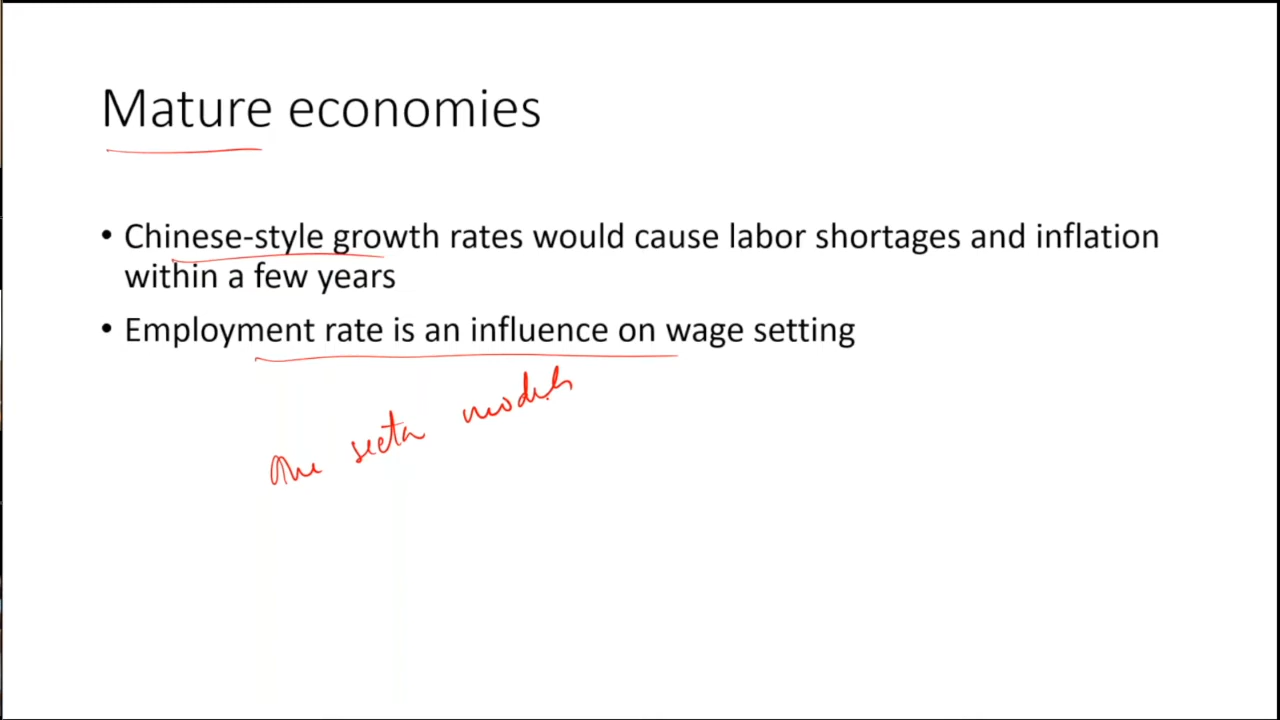 Mature economies
• Chinese-style growth rates would cause labor shortages and inflation
within a few years
• Employment rate is an influence on wage setting
One sector models